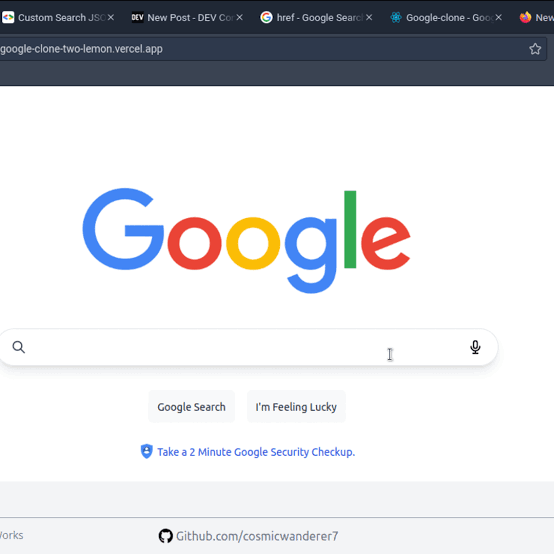 Custom Search JSO
DEV New Post - DEV Co
href - Google Search
Google-clone - Goo
New
google-clone-two-lemon.vercel.app
Google
Google Search
I'm Feeling Lucky
Take a 2 Minute Google Security Checkup.
Works
Github.com/cosmicwanderer7